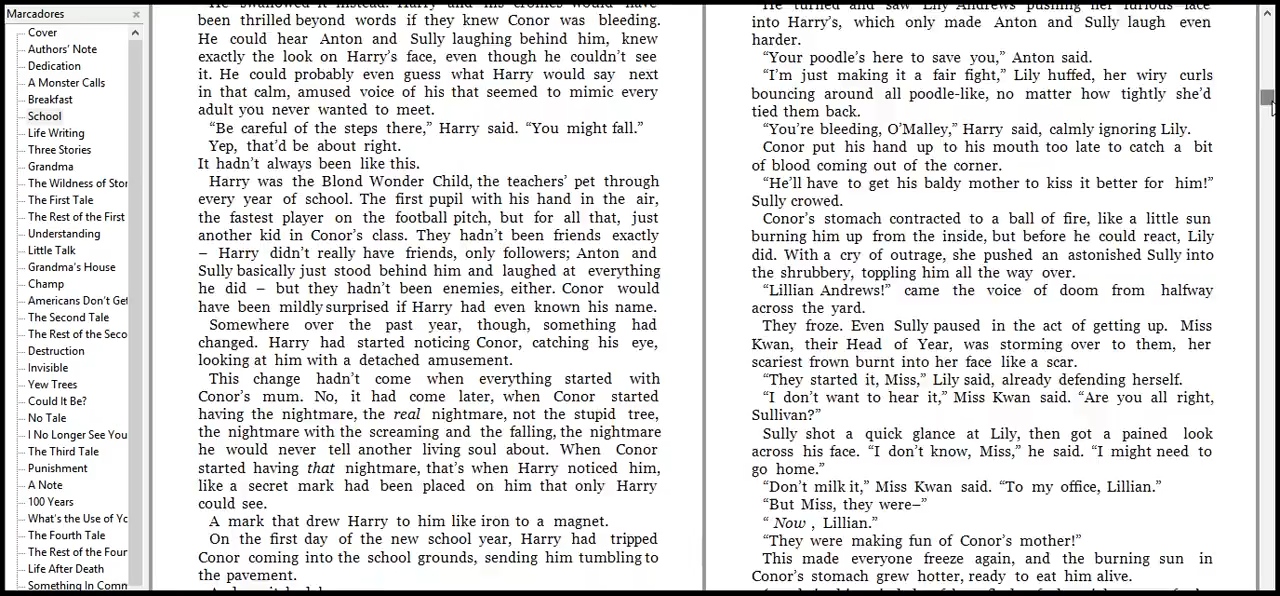 Marcadores
Cover
Authors' Note
Dedication
A Monster Calls
Breakfast
School
Life Writing
Three Stories
Grandma
The Wildness of Stor
The First Tale
The Rest of the First
Understanding
Little Talk
Grandma's House
Champ
Americans Don't Get
The Second Tale
The Rest of the Seco
Destruction
Invisible
Yew Trees
Could It Be?
No Tale
I No Longer See You
The Third Tale
Punishment
A Note
100 Years
What's the Use of Yo
The Fourth Tale
The Rest of the Four
Life After Death
Something In Comm
He swallowed it instead. Harry and his cronies would have
been thrilled beyond words if they knew Conor was bleeding.
He could hear Anton and Sully laughing behind him, knew
exactly the look on Harry's face, even though he couldn't see
it. He could probably even guess what Harry would say next
in that calm, amused voice of his that seemed to mimic every
adult you never wanted to meet.
“Be careful of the steps there,” Harry said. “You might fall.”
Yep, that'd be about right.
It hadn't always been like this.
Harry was the Blond Wonder Child, the teachers' pet through
every year of school. The first pupil with his hand in the air,
the fastest player on the football pitch, but for all that, just
another kid in Conor's class. They hadn't been friends exactly
– Harry didn't really have friends, only followers; Anton and
Sully basically just stood behind him and laughed at everything
he did – but they hadn't been enemies, either. Conor would
have been mildly surprised if Harry had even known his name.
Somewhere over the past year, though, something had
changed. Harry had started noticing Conor, catching his eye,
looking at him with a detached amusement.
This change hadn't come when everything started with
Conor's mum. No, it had come later, when Conor started
having the nightmare, the real nightmare, not the stupid tree,
the nightmare with the screaming and the falling, the nightmare
he would never tell another living soul about. When Conor
started having that nightmare, that's when Harry noticed him,
like a secret mark had been placed on him that only Harry
could see.
A mark that drew Harry to him like iron to a magnet.
On the first day of the new school year, Harry had tripped
Conor coming into the school grounds, sending him tumbling to
the pavement.
He turned and saw Lily Andrews pushing her furious face
into Harry's, which only made Anton and Sully laugh even
harder.
“Your poodle's here to save you,” Anton said.
“I'm just making it a fair fight,” Lily huffed, her wiry curls
bouncing around all poodle-like, no matter how tightly she'd
tied them back.
“You're bleeding, O'Malley,” Harry said, calmly ignoring Lily.
Conor put his hand up to his mouth too late to catch a bit
of blood coming out of the corner.
“He'll have to get his baldy mother to kiss it better for him!”
Sully crowed.
Conor's stomach contracted to a ball of fire, like a little sun
burning him up from the inside, but before he could react, Lily
did. With a cry of outrage, she pushed an astonished Sully into
the shrubbery, toppling him all the way over.
“Lillian Andrews!” came the voice of doom from halfway
across the yard.
They froze. Even Sully paused in the act of getting up. Miss
Kwan, their Head of Year, was storming over to them, her
scariest frown burnt into her face like a scar.
“They started it, Miss,” Lily said, already defending herself.
“I don't want to hear it,” Miss Kwan said. “Are you all right,
Sullivan?”
Sully shot a quick glance at Lily, then got a pained look
across his face. “I don't know, Miss,” he said. “I might need to
go home.”
“Don't milk it,” Miss Kwan said. “To my office, Lillian.”
“But Miss, they were–”
“ Now , Lillian.”
“They were making fun of Conor's mother!”
This made everyone freeze again, and the burning sun in
Conor's stomach grew hotter, ready to eat him alive.